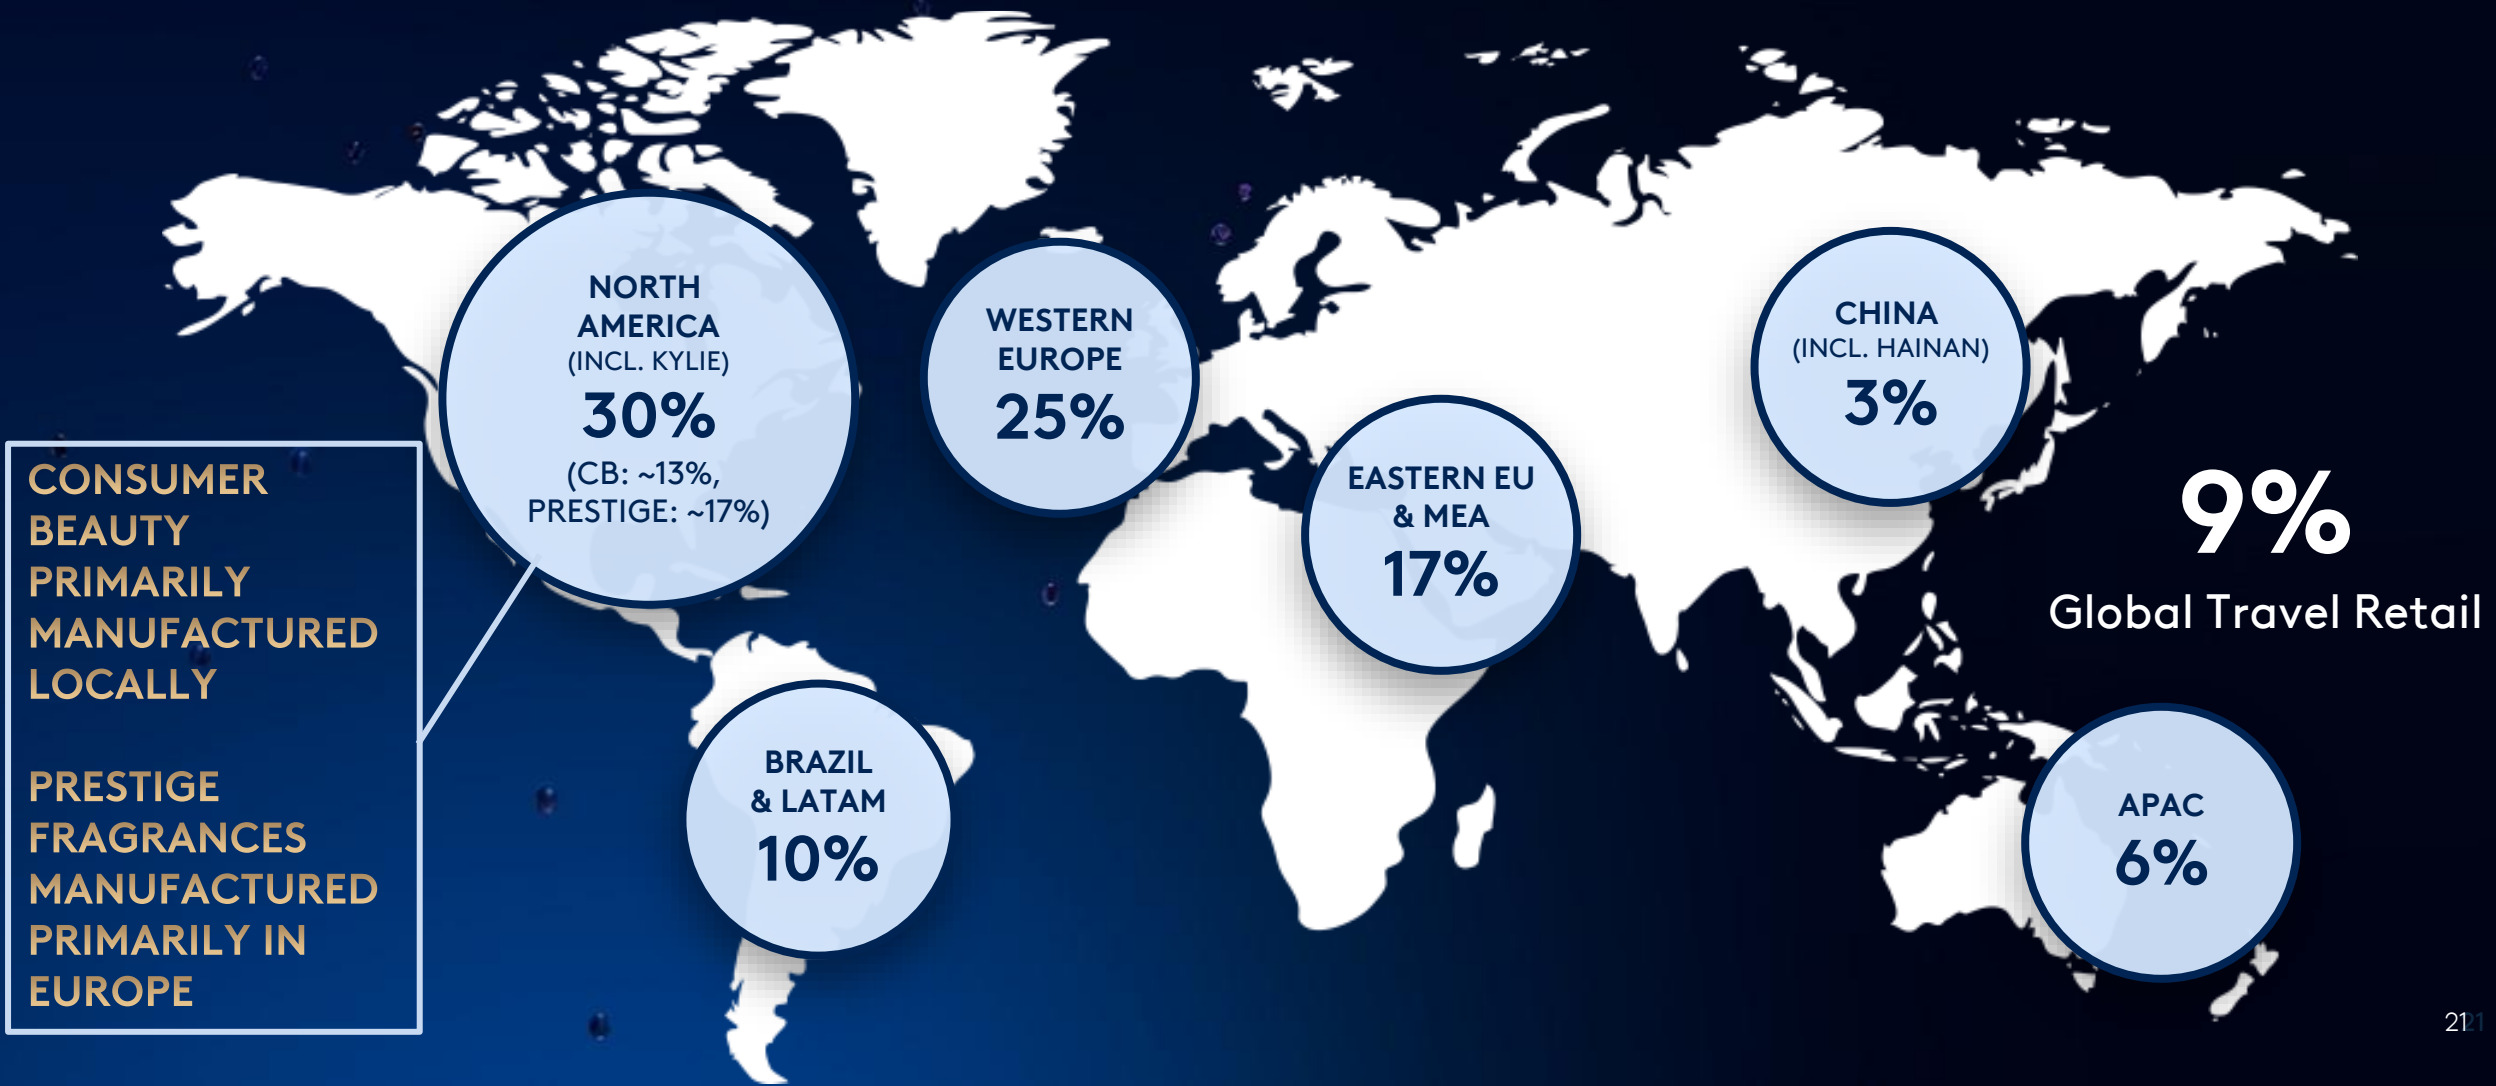 NORTH
AMERICA
(INCL. KYLIE)
30%
(CB: ~13%,
PRESTIGE: ~17%)
WESTERN
EUROPE
25%
EASTERN EU
& MEA
17%
CHINA
(INCL. HAINAN)
3%
9%
Global Travel Retail
BRAZIL
& LATAM
10%
APAC
6%
CONSUMER
BEAUTY
PRIMARILY
MANUFACTURED
LOCALLY
PRESTIGE
FRAGRANCES
MANUFACTURED
PRIMARILY IN
EUROPE
21
21